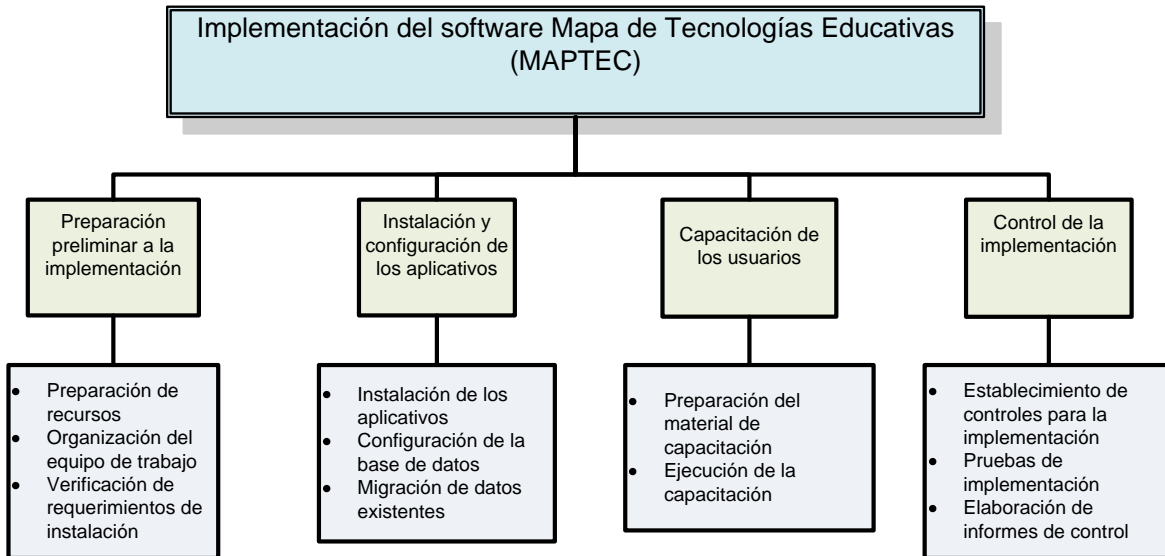 Implementación del software Mapa de Tecnologías Educativas
(MAPTEC)
Preparación
preliminar a la
implementación
Instalación y
configuración de
los aplicativos
Capacitación de
los usuarios
Control de la
implementación
• Preparación de
recursos
• Organización del
equipo de trabajo
• Verificación de
requerimientos de
instalación
• Instalación de los
aplicativos
• Configuración de la
base de datos
• Migración de datos
existentes
• Preparación del
material de
capacitación
• Ejecución de la
capacitación
• Establecimiento de
controles para la
implementación
• Pruebas de
implementación
• Elaboración de
informes de control